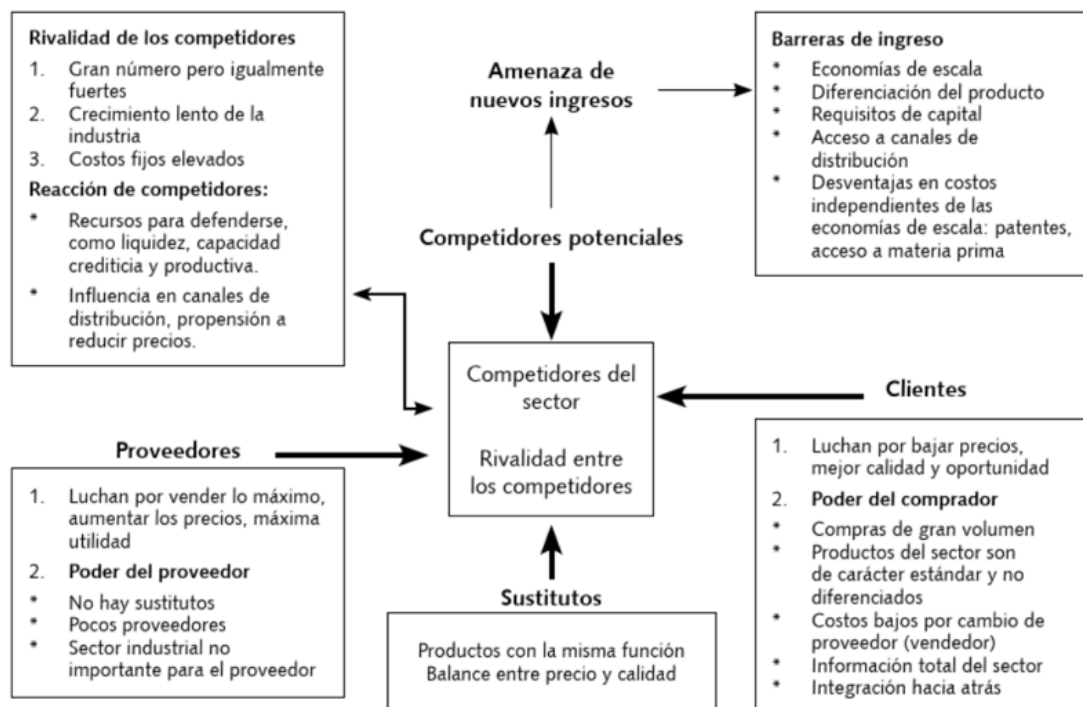 Rivalidad de los competidores
1. Gran número pero igualmente
fuertes
2. Crecimiento lento de la
industria
3. Costos fijos elevados
Reacción de competidores:
* Recursos para defenderse,
como liquidez, capacidad
crediticia y productiva.
* Influencia en canales de
distribución, propensión a
reducir precios.
Amenaza de
nuevos ingresos
Barreras de ingreso
* Economías de escala
* Diferenciación del producto
* Requisitos de capital
* Acceso a canales de
distribución
* Desventajas en costos
independientes de las
economías de escala: patentes,
acceso a materia prima
Competidores potenciales
Competidores del
sector
Rivalidad entre
los competidores
Proveedores
1. Luchan por vender lo máximo,
aumentar los precios, máxima
utilidad
2. Poder del proveedor
* No hay sustitutos
* Pocos proveedores
* Sector industrial no
importante para el proveedor
Sustitutos
Productos con la misma función
Balance entre precio y calidad
Clientes
1. Luchan por bajar precios,
mejor calidad y oportunidad
2. Poder del comprador
* Compras de gran volumen
* Productos del sector son
de carácter estándar y no
diferenciados
* Costos bajos por cambio de
proveedor (vendedor)
* Información total del sector
* Integración hacia atrás